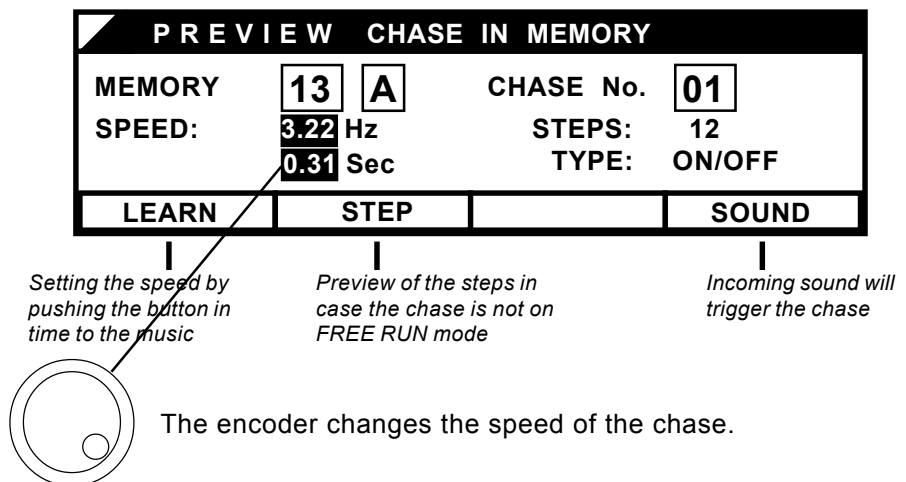 PREVIEW CHASE IN MEMORY
MEMORY 13 A CHASE No. 01
SPEED: 3.22 Hz STEPS: 12
0.31 Sec TYPE: ON/OFF
LEARN STEP SOUND
Setting the speed by
pushing the button in
time to the music
Preview of the steps in
case the chase is not on
FREE RUN mode
Incoming sound will
trigger the chase
The encoder changes the speed of the chase.